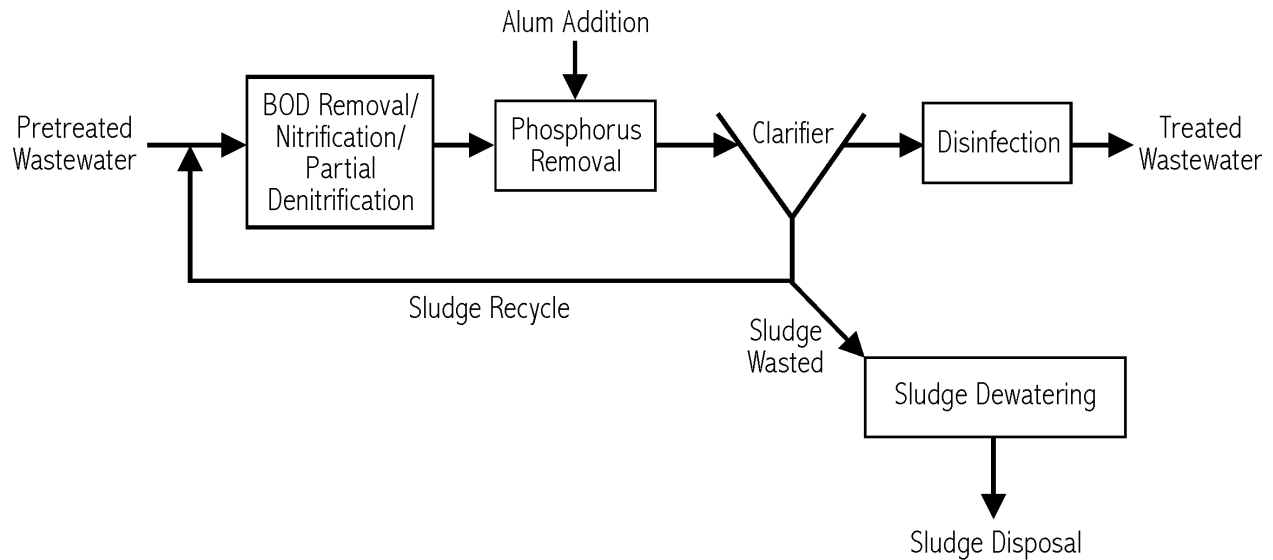 Alum Addition
Pretreated
Wastewater
BOD Removal/
Nitrification/
Partial
Denitrification
Phosphorus
Removal
Clarifier
Disinfection
Treated
Wastewater
Sludge Recycle
Sludge
Wasted
Sludge Dewatering
Sludge Disposal